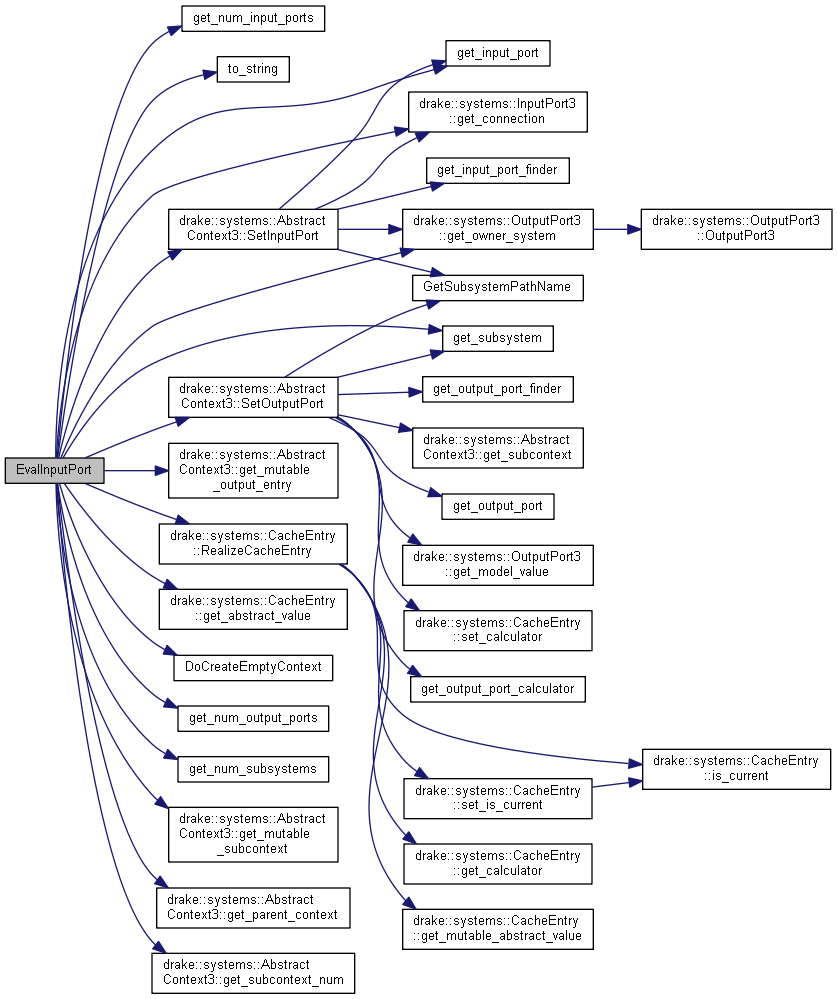 get_num_input_ports
to_string
get_input_port
drake::systems::InputPort3
::get_connection
get_input_port_finder
drake::systems::Abstract
Context3::SetInputPort
drake::systems::OutputPort3
::get_owner_system
drake::systems::OutputPort3
::OutputPort3
GetSubsystemPathName
get_subsystem
drake::systems::Abstract
Context3::SetOutputPort
get_output_port_finder
drake::systems::Abstract
Context3::get_subcontext
EvalInputPort
drake::systems::Abstract
Context3::get_mutable
_output_entry
get_output_port
drake::systems::CacheEntry
::RealizeCacheEntry
drake::systems::OutputPort3
::get_model_value
drake::systems::CacheEntry
::get_abstract_value
drake::systems::CacheEntry
::set_calculator
DoCreateEmptyContext
get_output_port_calculator
get_num_output_ports
get_num_subsystems
drake::systems::CacheEntry
::is_current
drake::systems::CacheEntry
::set_is_current
drake::systems::Abstract
Context3::get_mutable
_subcontext
drake::systems::CacheEntry
::get_calculator
drake::systems::Abstract
Context3::get_parent_context
drake::systems::CacheEntry
::get_mutable_abstract_value
drake::systems::Abstract
Context3::get_subcontext_num